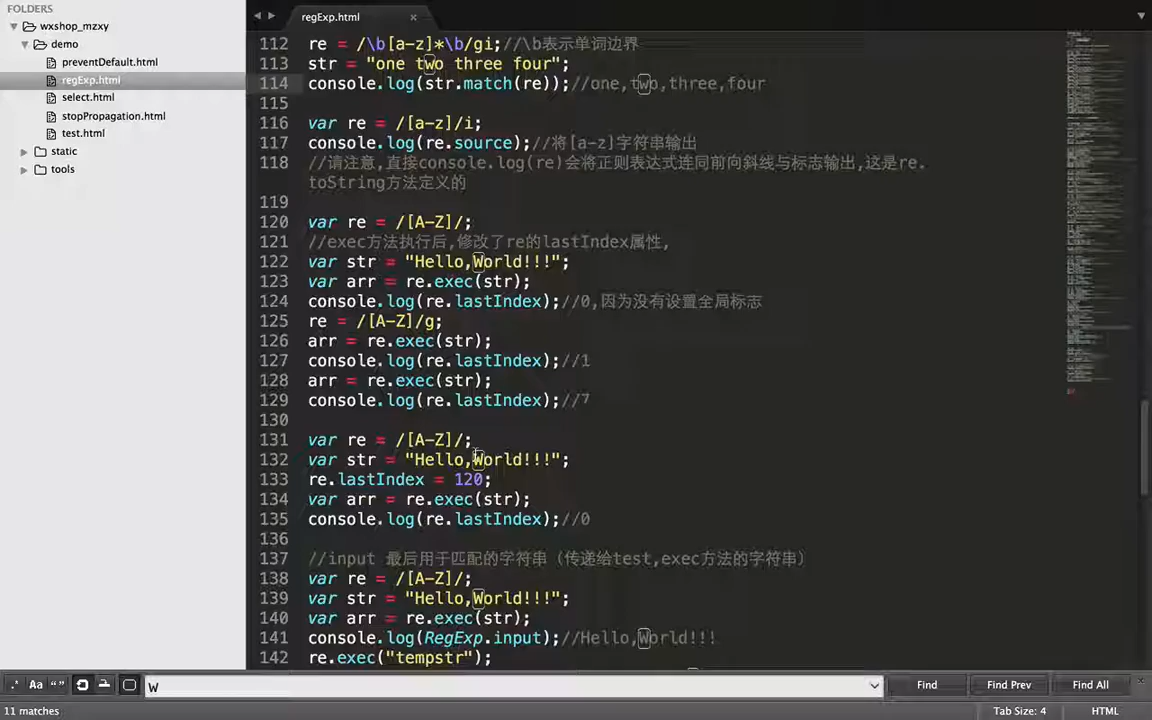 FOLDERS
wxshop_mzxy
demo
preventDefault.html
regExp.html
select.html
stopPropagation.html
test.html
static
tools
regExp.html ×
112 re = /\b[a-z]*\b/gi;//\b表示单词边界
113 str = "one two three four";
114 console.log(str.match(re));//one,two,three,four
115
116 var re = /[a-z]/i;
117 console.log(re.source);//将[a-z]字符串输出
118 //请注意,直接console.log(re)会将正则表达式连同前向斜线与标志输出,这是re.
toString方法定义的
119
120 var re = /[A-Z]/;
121 //exec方法执行后,修改了re的lastIndex属性,
122 var str = "Hello,World!!!";
123 var arr = re.exec(str);
124 console.log(re.lastIndex);//0,因为没有设置全局标志
125 re = /[A-Z]/g;
126 arr = re.exec(str);
127 console.log(re.lastIndex);//1
128 arr = re.exec(str);
129 console.log(re.lastIndex);//7
130
131 var re = /[A-Z]/;
132 var str = "Hello,World!!!";
133 re.lastIndex = 120;
134 var arr = re.exec(str);
135 console.log(re.lastIndex);//0
136
137 //input 最后用于匹配的字符串（传递给test,exec方法的字符串）
138 var re = /[A-Z]/;
139 var str = "Hello,World!!!";
140 var arr = re.exec(str);
141 console.log(RegExp.input);//Hello,World!!!
142 re.exec("tempstr");
.* Aa “” W Find Find Prev Find All
11 matches Tab Size: 4 HTML